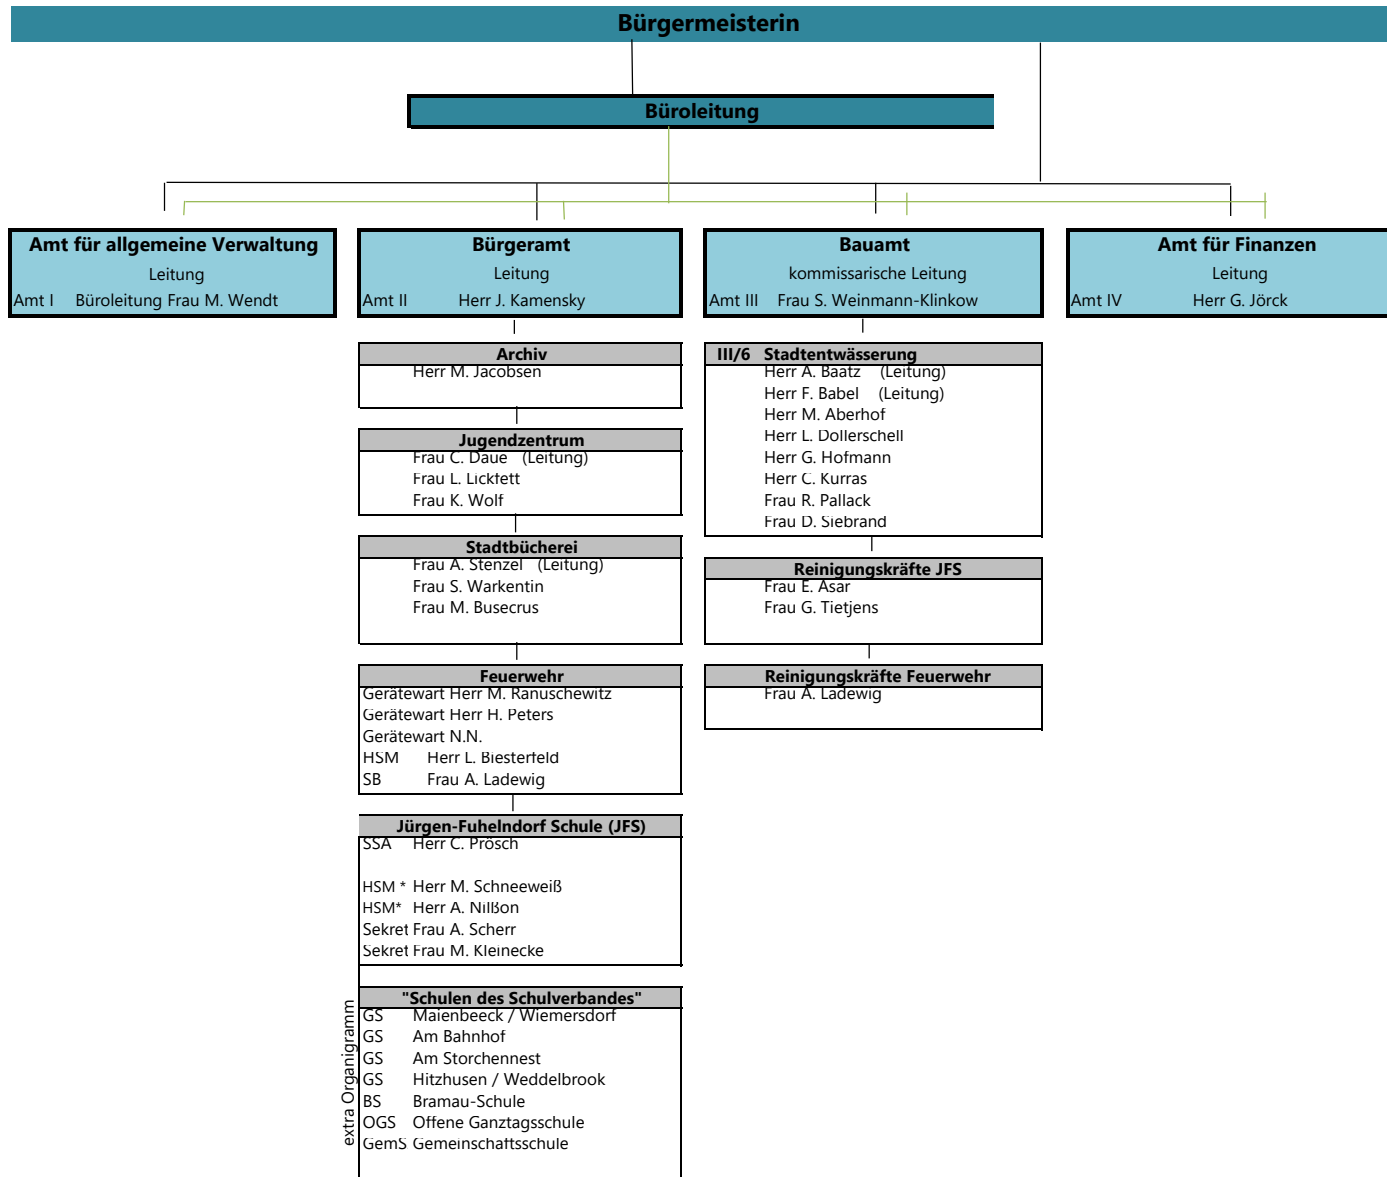 Bürgermeisterin
Büroleitung
Amt für allgemeine Verwaltung
Leitung
Amt I Büroleitung Frau M. Wendt
Bürgeramt
Leitung
Amt II Herr J. Kamensky
Bauamt
kommissarische Leitung
Amt III Frau S. Weinmann-Klinkow
Amt für Finanzen
Leitung
Amt IV Herr G. Jörck
Archiv
Herr M. Jacobsen
Jugendzentrum
Frau C. Daue (Leitung)
Frau L. Lickfett
Frau K. Wolf
Stadtbücherei
Frau A. Stenzel (Leitung)
Frau S. Warkentin
Frau M. Busecrus
Feuerwehr
Gerätewart Herr M. Ranuschewitz
Gerätewart Herr H. Peters
Gerätewart N.N.
HSM Herr L. Biesterfeld
SB Frau A. Ladewig
Jürgen-Fuhelndorf Schule (JFS)
SSA Herr C. Prösch
HSM * Herr M. Schneeweiß
HSM* Herr A. Nilßon
Sekret Frau A. Scherr
Sekret Frau M. Kleinecke
extra Organigramm
"Schulen des Schulverbandes"
GS Maienbeeck / Wiemersdorf
GS Am Bahnhof
GS Am Storchennest
GS Hitzhusen / Weddelbrook
BS Bramau-Schule
OGS Offene Ganztagsschule
GemS Gemeinschaftsschule
III/6 Stadtentwässerung
Herr A. Baatz (Leitung)
Herr F. Babel (Leitung)
Herr M. Aberhof
Herr L. Dollerschell
Herr G. Hofmann
Herr C. Kurras
Frau R. Pallack
Frau D. Siebrand
Reinigungskräfte JFS
Frau E. Asar
Frau G. Tietjens
Reinigungskräfte Feuerwehr
Frau A. Ladewig